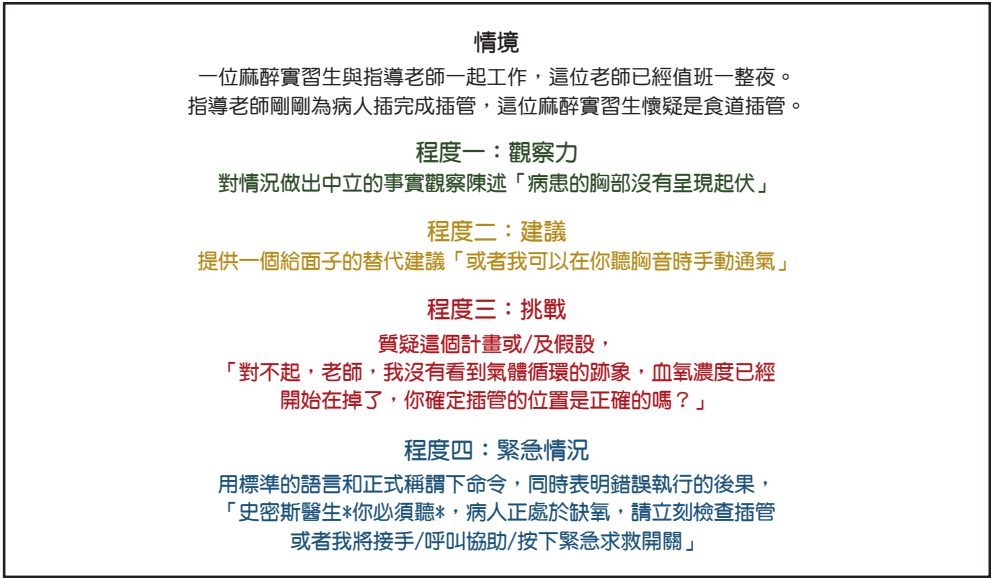 情境
一位麻醉實習生與指導老師一起工作，這位老師已經值班一整夜。
指導老師剛剛為病人插完成插管，這位麻醉實習生懷疑是食道插管。
程度一：觀察力
對情況做出中立的事實觀察陳述「病患的胸部沒有呈現起伏」
程度二：建議
提供一個給面子的替代建議「或者我可以在你聽胸音時手動通氣」
程度三：挑戰
質疑這個計畫或/及假設，
「對不起，老師，我沒有看到氣體循環的跡象，血氧濃度已經
開始在掉了，你確定插管的位置是正確的嗎？」
程度四：緊急情況
用標準的語言和正式稱謂下命令，同時表明錯誤執行的後果，
「史密斯醫生*你必須聽*，病人正處於缺氧，請立刻檢查插管
或者我將接手/呼叫協助/按下緊急求救開關」